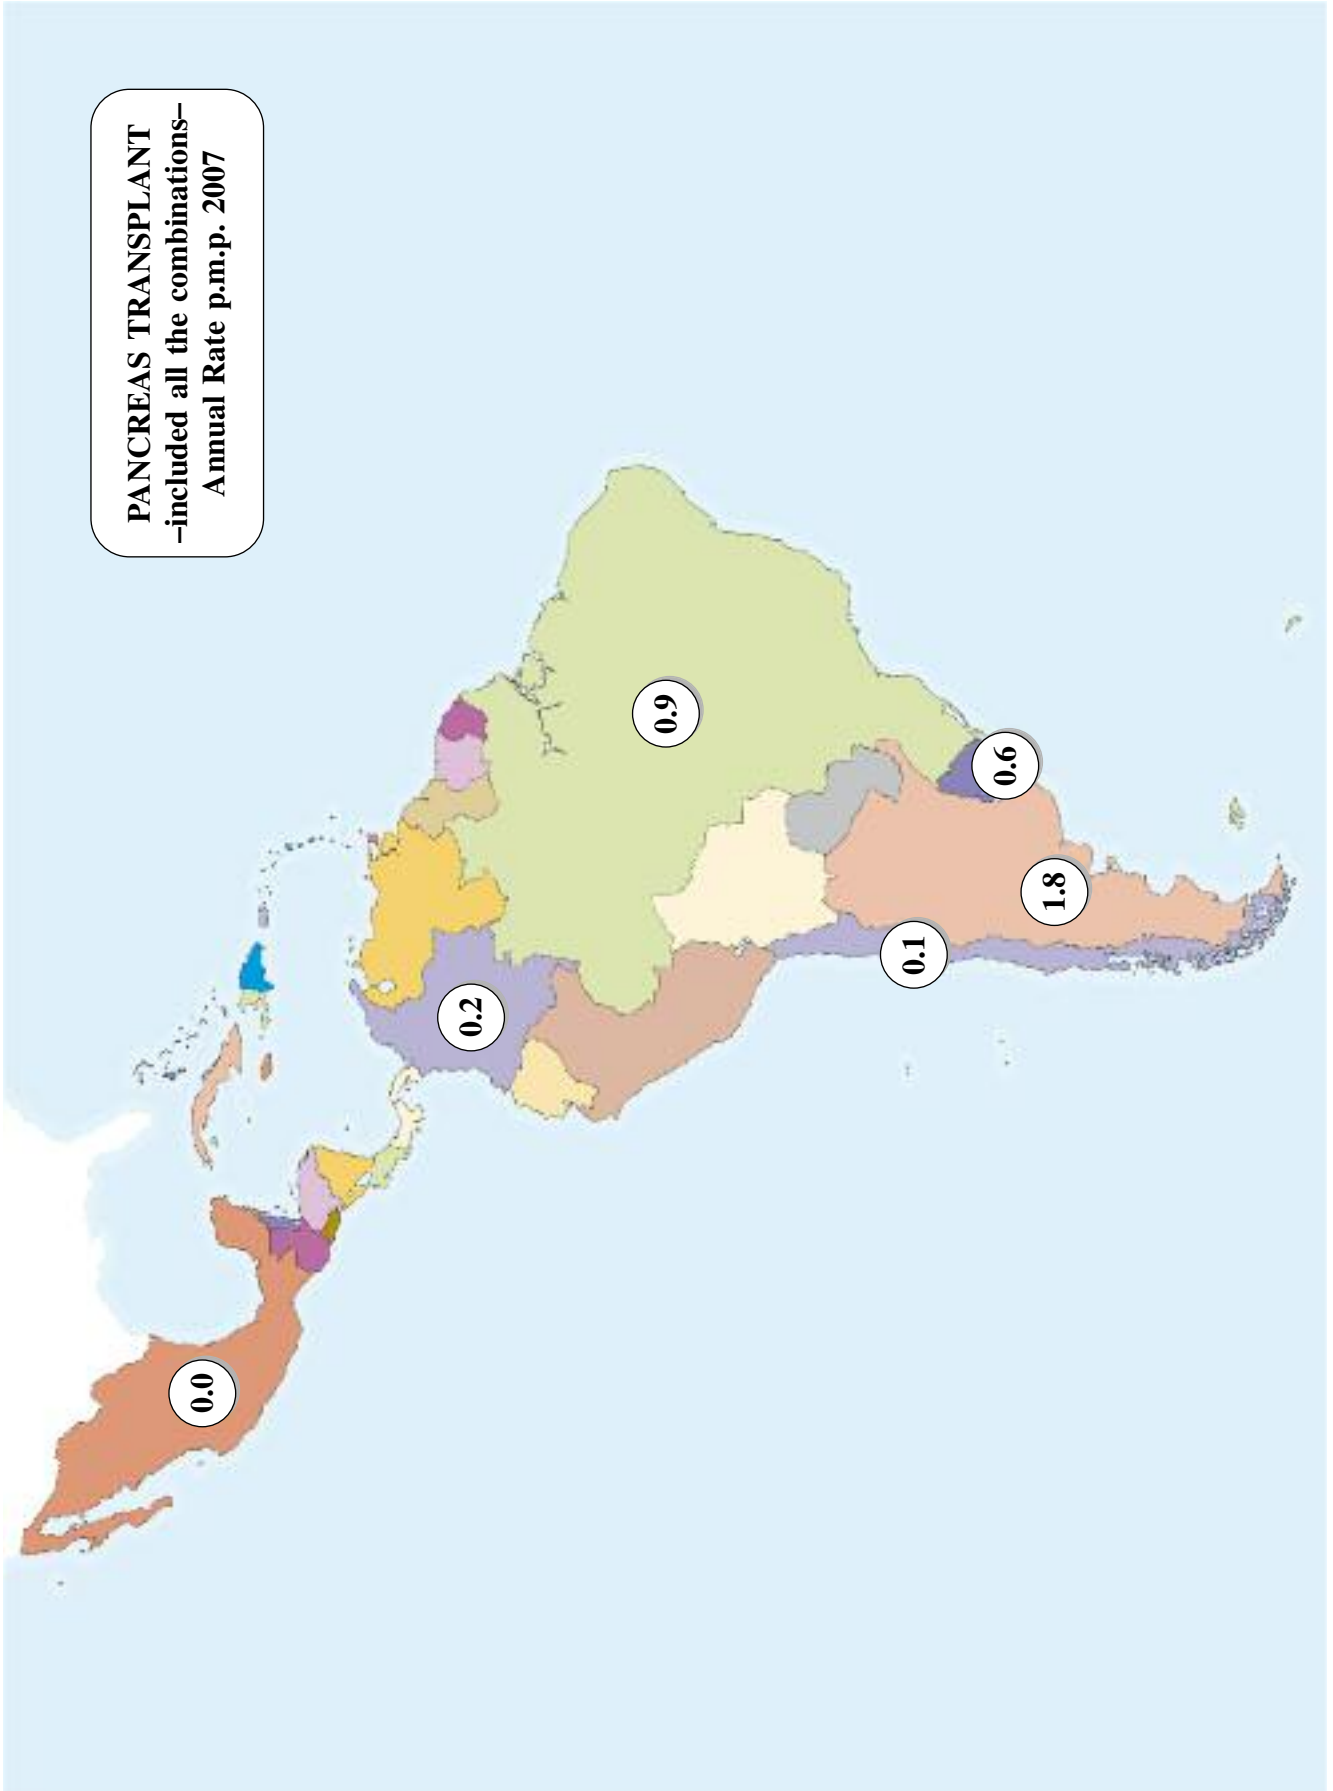 PANCREAS TRANSPLANT
–included all the combinations–
Annual Rate p.m.p. 2007
0.0
0.2
0.9
0.1
0.6
1.8